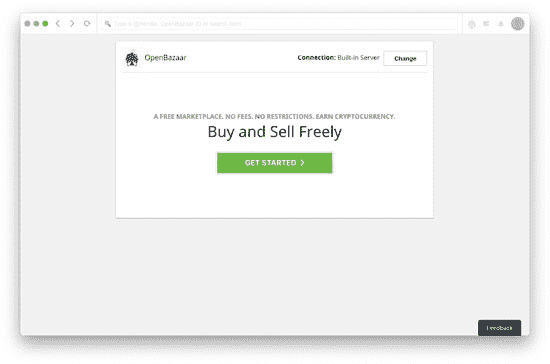 Type a @handle, OpenBazaar ID or search term
OpenBazaar
Connection: Built-in Server
Change
A FREE MARKETPLACE. NO FEES. NO RESTRICTIONS. EARN CRYPTOCURRENCY.
Buy and Sell Freely
GET STARTED
Feedback